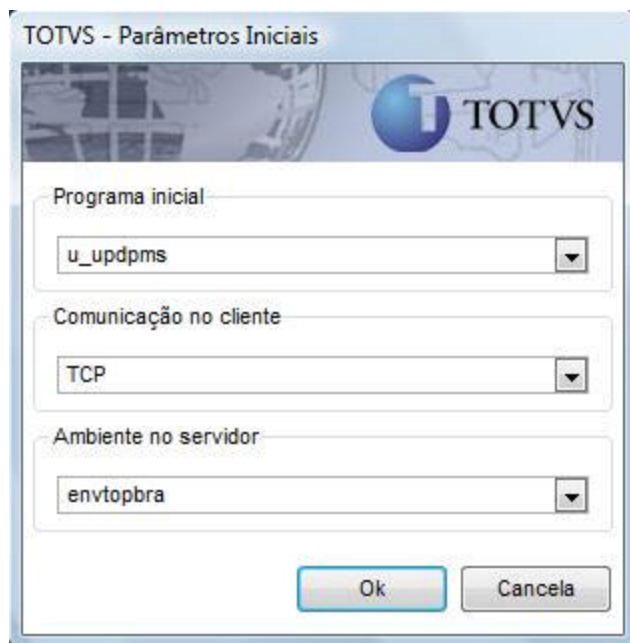 TOTVS - Parâmetros Iniciais
TOTVS
Programa inicial
u_updpms
Comunicação no cliente
TCP
Ambiente no servidor
envtopbra
Ok
Cancela